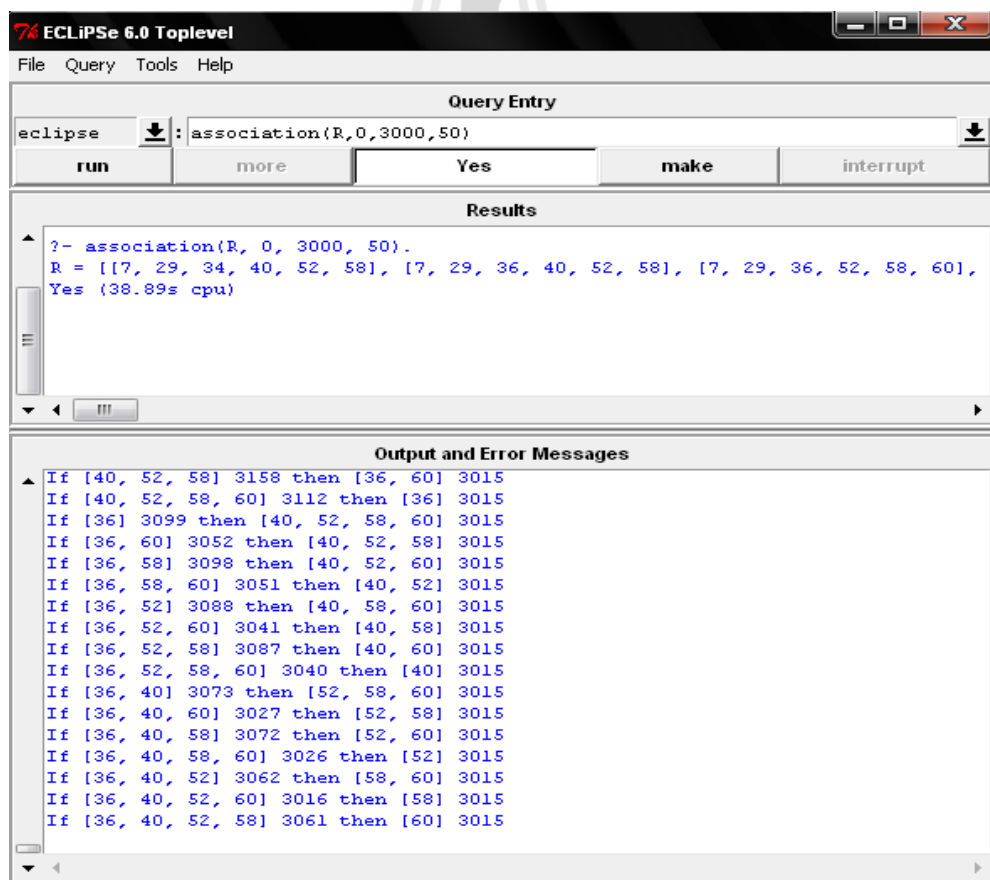 7% ECLiPSe 6.0 Toplevel
File Query Tools Help
Query Entry
eclipse : association(R,0,3000,50)
run more Yes make interrupt
Results
?- association(R, 0, 3000, 50).
R = [[7, 29, 34, 40, 52, 58], [7, 29, 36, 40, 52, 58], [7, 29, 36, 52, 58, 60],
Yes (38.89s cpu)
Output and Error Messages
If [40, 52, 58] 3158 then [36, 60] 3015
If [40, 52, 58, 60] 3112 then [36] 3015
If [36] 3099 then [40, 52, 58, 60] 3015
If [36, 60] 3052 then [40, 52, 58] 3015
If [36, 58] 3098 then [40, 52, 60] 3015
If [36, 58, 60] 3051 then [40, 52] 3015
If [36, 52] 3088 then [40, 58, 60] 3015
If [36, 52, 60] 3041 then [40, 58] 3015
If [36, 52, 58] 3087 then [40, 60] 3015
If [36, 52, 58, 60] 3040 then [40] 3015
If [36, 40] 3073 then [52, 58, 60] 3015
If [36, 40, 60] 3027 then [52, 58] 3015
If [36, 40, 58] 3072 then [52, 60] 3015
If [36, 40, 58, 60] 3026 then [52] 3015
If [36, 40, 52] 3062 then [58, 60] 3015
If [36, 40, 52, 60] 3016 then [58] 3015
If [36, 40, 52, 58] 3061 then [60] 3015